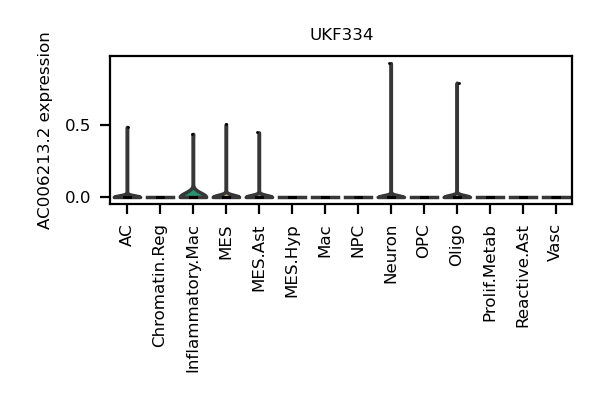 UKF334
AC006213.2 expression
0.5
0.0
AC
Chromatin.Reg
Inflammatory.Mac
MES
MES.Ast
MES.Hyp
Mac
NPC
Neuron
OPC
Oligo
Prolif.Metab
Reactive.Ast
Vasc